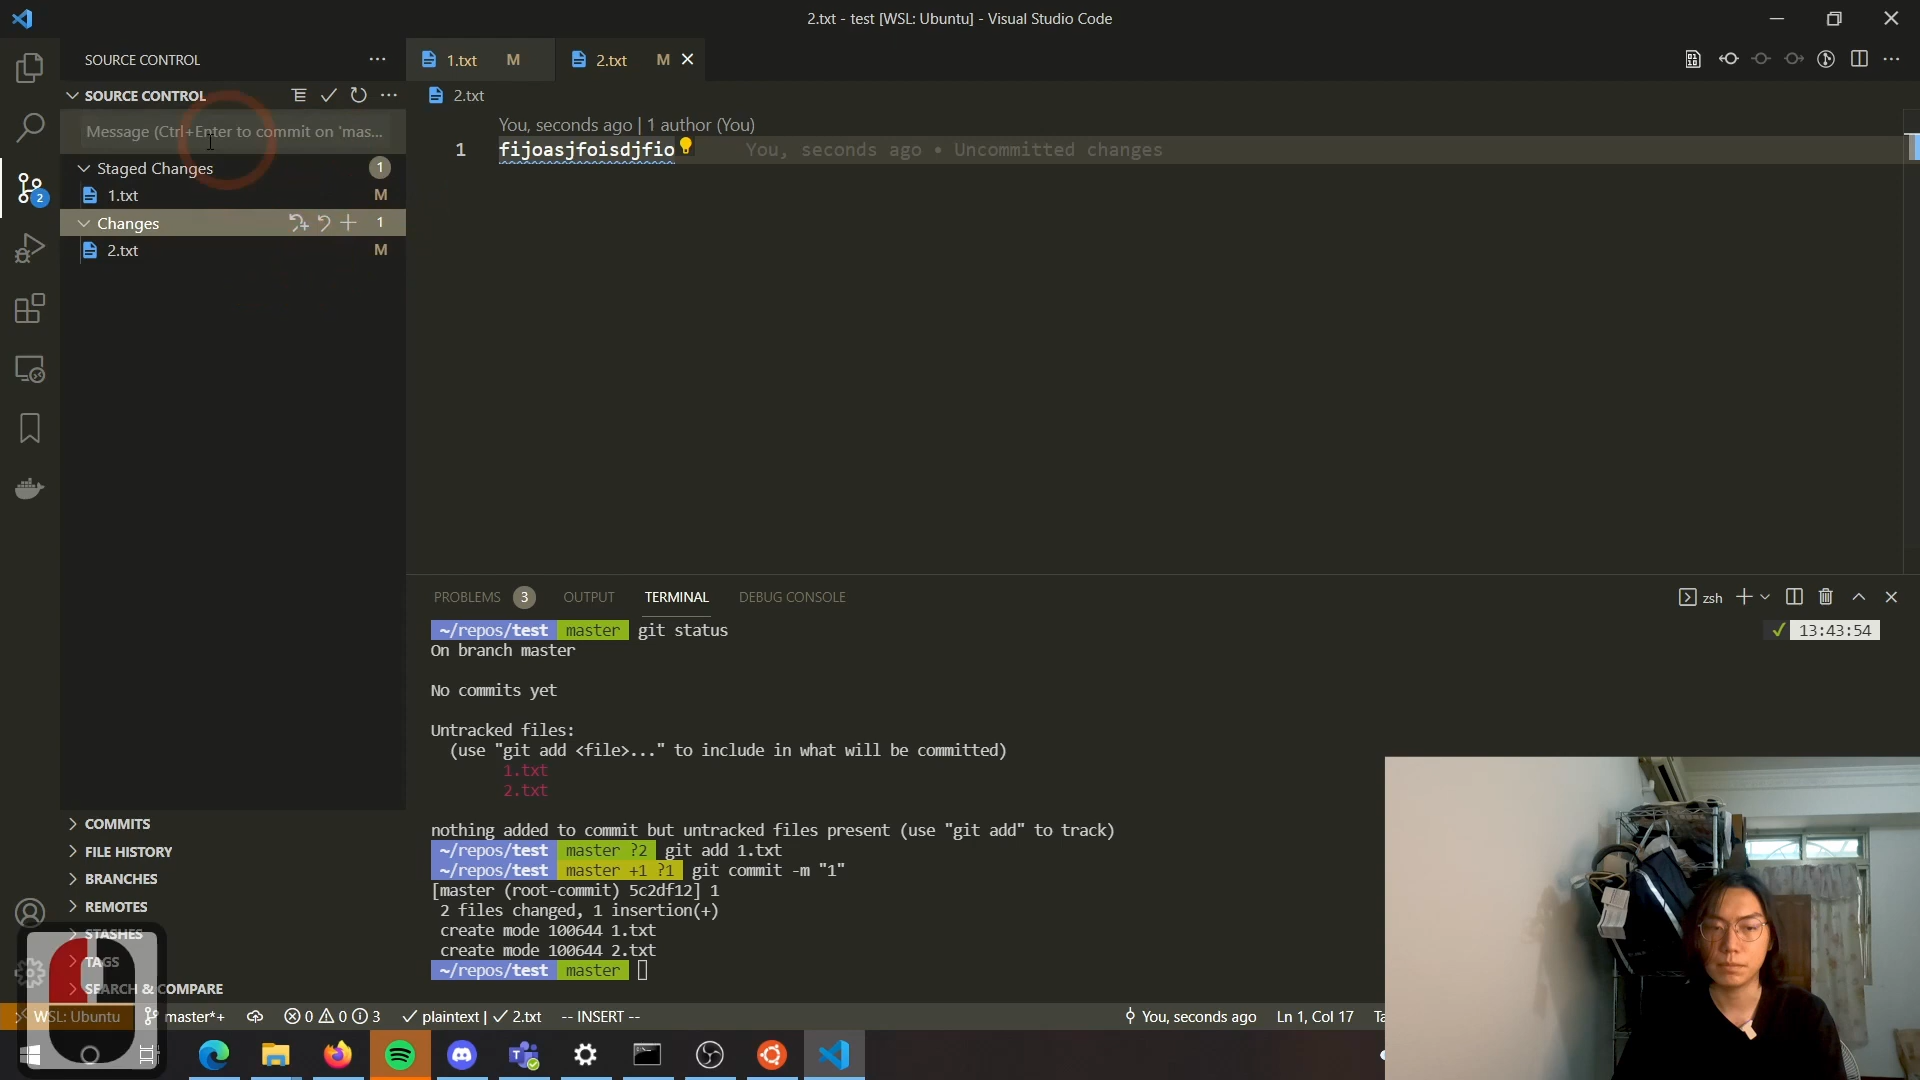 2.txt - test [WSL: Ubuntu] - Visual Studio Code
SOURCE CONTROL
1.txt M
2.txt M
SOURCE CONTROL
2.txt
Message (Ctrl+Enter to commit on 'mas...
You, seconds ago | 1 author (You)
1 fijoasjfoisdjfio You, seconds ago • Uncommitted changes
Staged Changes 1
1.txt M
2
Changes 1
2.txt M
PROBLEMS 3 OUTPUT TERMINAL DEBUG CONSOLE
zsh
~/repos/test master git status
✓ 13:43:54
On branch master
No commits yet
Untracked files:
(use "git add <file>..." to include in what will be committed)
1.txt
2.txt
nothing added to commit but untracked files present (use "git add" to track)
~/repos/test master ?2 git add 1.txt
~/repos/test master +1 ?1 git commit -m "1"
[master (root-commit) 5c2df12] 1
2 files changed, 1 insertion(+)
create mode 100644 1.txt
create mode 100644 2.txt
~/repos/test master
COMMITS
FILE HISTORY
BRANCHES
REMOTES
STASHES
TAGS
SEARCH & COMPARE
WSL: Ubuntu master*+ 0 0 3 ✓ plaintext | ✓ 2.txt -- INSERT -- You, seconds ago Ln 1, Col 17 Ta